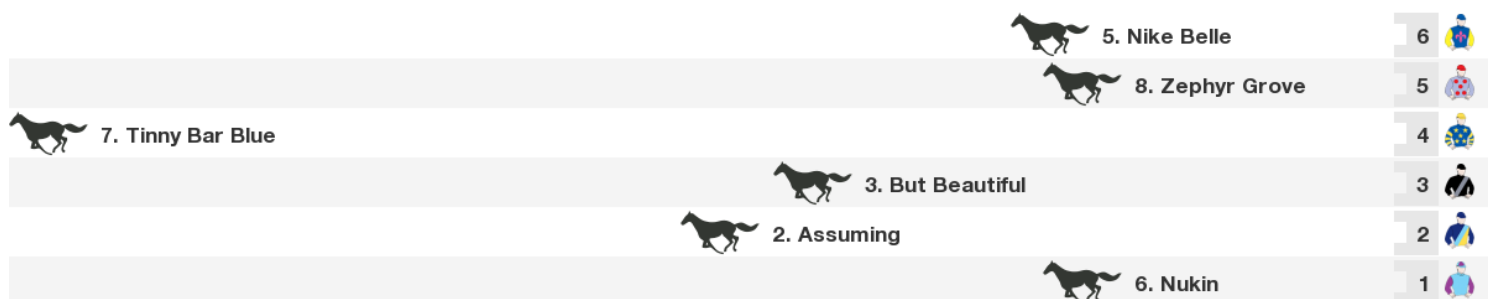 5. Nike Belle 6
8. Zephyr Grove 5
7. Tinny Bar Blue 4
3. But Beautiful 3
2. Assuming 2
6. Nukin 1